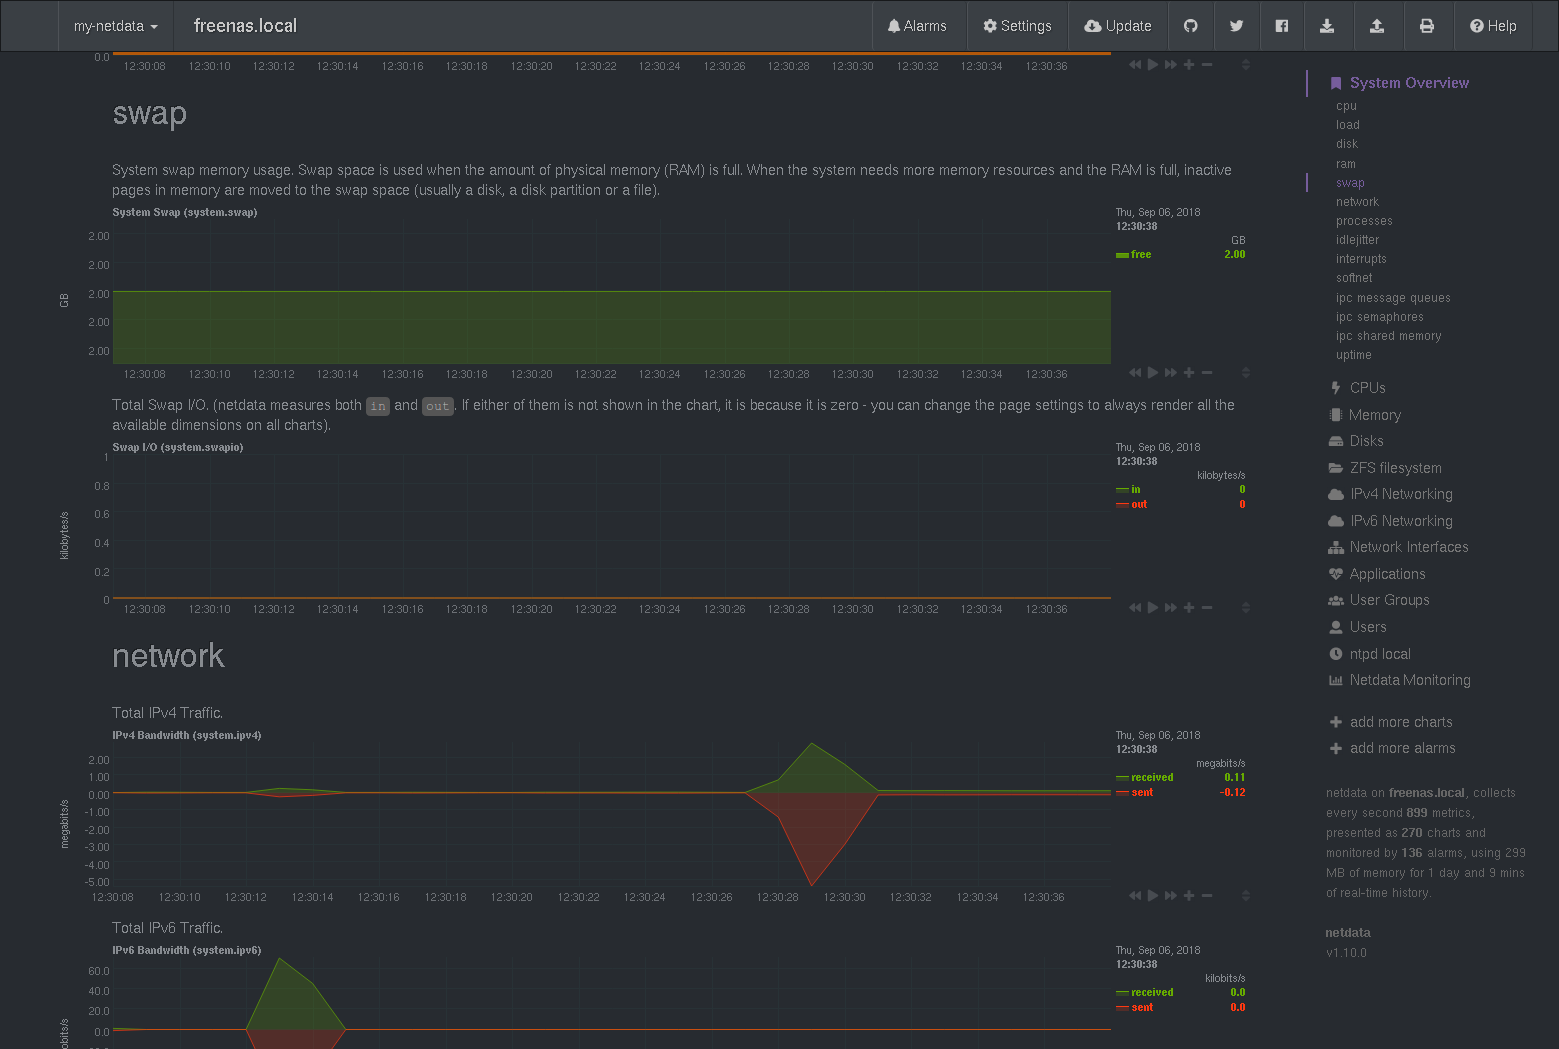 my-netdata freenas.local Alarms Settings Update Help
0.0
12:30:08 12:30:10 12:30:12 12:30:14 12:30:16 12:30:18 12:30:20 12:30:22 12:30:24 12:30:26 12:30:28 12:30:30 12:30:32 12:30:34 12:30:36
swap
System swap memory usage. Swap space is used when the amount of physical memory (RAM) is full. When the system needs more memory resources and the RAM is full, inactive
pages in memory are moved to the swap space (usually a disk, a disk partition or a file).
System Swap (system.swap)
Thu, Sep 06, 2018
12:30:38
GB
free 2.00
2.00
2.00
2.00
2.00
2.00
GB
12:30:08 12:30:10 12:30:12 12:30:14 12:30:16 12:30:18 12:30:20 12:30:22 12:30:24 12:30:26 12:30:28 12:30:30 12:30:32 12:30:34 12:30:36
Total Swap I/O. (netdata measures both in and out. If either of them is not shown in the chart, it is because it is zero - you can change the page settings to always render all the
available dimensions on all charts).
Swap I/O (system.swapio)
Thu, Sep 06, 2018
12:30:38
kilobytes/s
in 0
out 0
1
0.8
0.6
0.4
0.2
0
kilobytes/s
12:30:08 12:30:10 12:30:12 12:30:14 12:30:16 12:30:18 12:30:20 12:30:22 12:30:24 12:30:26 12:30:28 12:30:30 12:30:32 12:30:34 12:30:36
network
Total IPv4 Traffic.
IPv4 Bandwidth (system.ipv4)
Thu, Sep 06, 2018
12:30:38
megabits/s
received 0.11
sent -0.12
2.00
1.00
0.00
-1.00
-2.00
-3.00
-4.00
-5.00
megabits/s
12:30:08 12:30:10 12:30:12 12:30:14 12:30:16 12:30:18 12:30:20 12:30:22 12:30:24 12:30:26 12:30:28 12:30:30 12:30:32 12:30:34 12:30:36
Total IPv6 Traffic.
IPv6 Bandwidth (system.ipv6)
Thu, Sep 06, 2018
12:30:38
kilobits/s
received 0.0
sent 0.0
60.0
40.0
20.0
0.0
System Overview
cpu
load
disk
ram
swap
network
processes
idlejitter
interrupts
softnet
ipc message queues
ipc semaphores
ipc shared memory
uptime
CPUs
Memory
Disks
ZFS filesystem
IPv4 Networking
IPv6 Networking
Network Interfaces
Applications
User Groups
Users
ntpd local
Netdata Monitoring
add more charts
add more alarms
netdata on freenas.local, collects
every second 899 metrics,
presented as 270 charts and
monitored by 136 alarms, using 299
MB of memory for 1 day and 9 mins
of real-time history.
netdata
v1.10.0